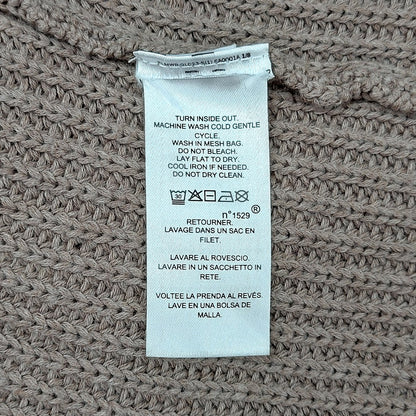 TURN INSIDE OUT.
MACHINE WASH COLD GENTLE
CYCLE.
WASH IN MESH BAG.
DO NOT BLEACH.
LAY FLAT TO DRY.
COOL IRON IF NEEDED.
DO NOT DRY CLEAN.
30
n°1529 ®
RETOURNER.
LAVAGE DANS UN SAC EN
FILET.
LAVARE AL ROVESCIO.
LAVARE IN UN SACCHETTO IN
RETE.
VOLTEE LA PRENDA AL REVÉS.
LAVE EN UNA BOLSA DE
MALLA.